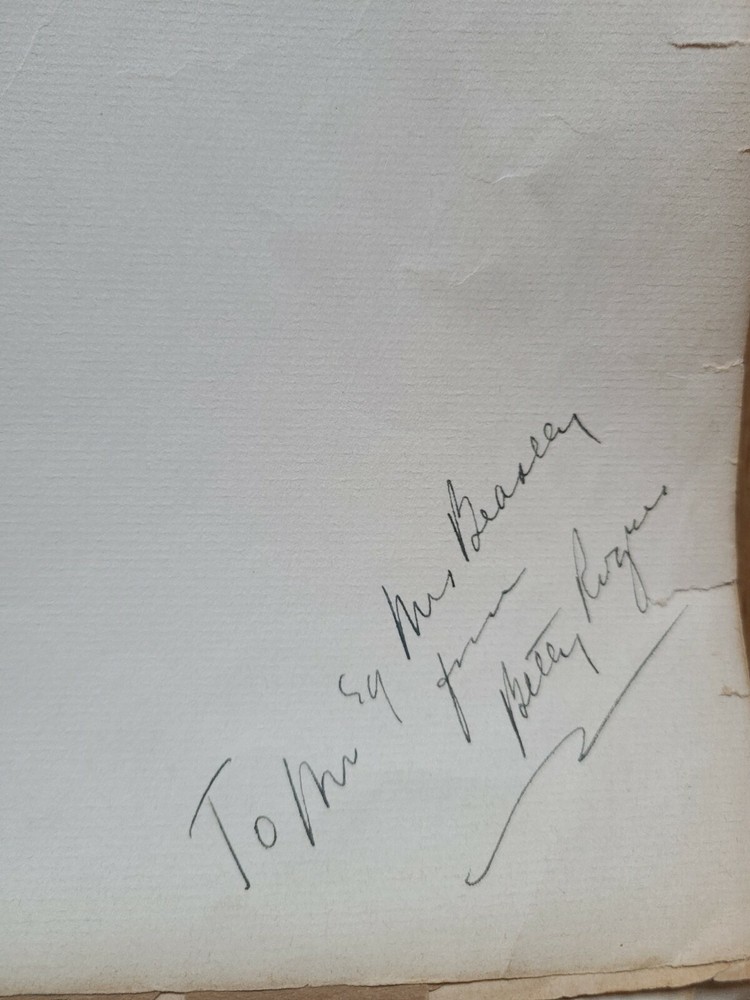 To Mr & Mrs Beasley
from
Betty Rogers